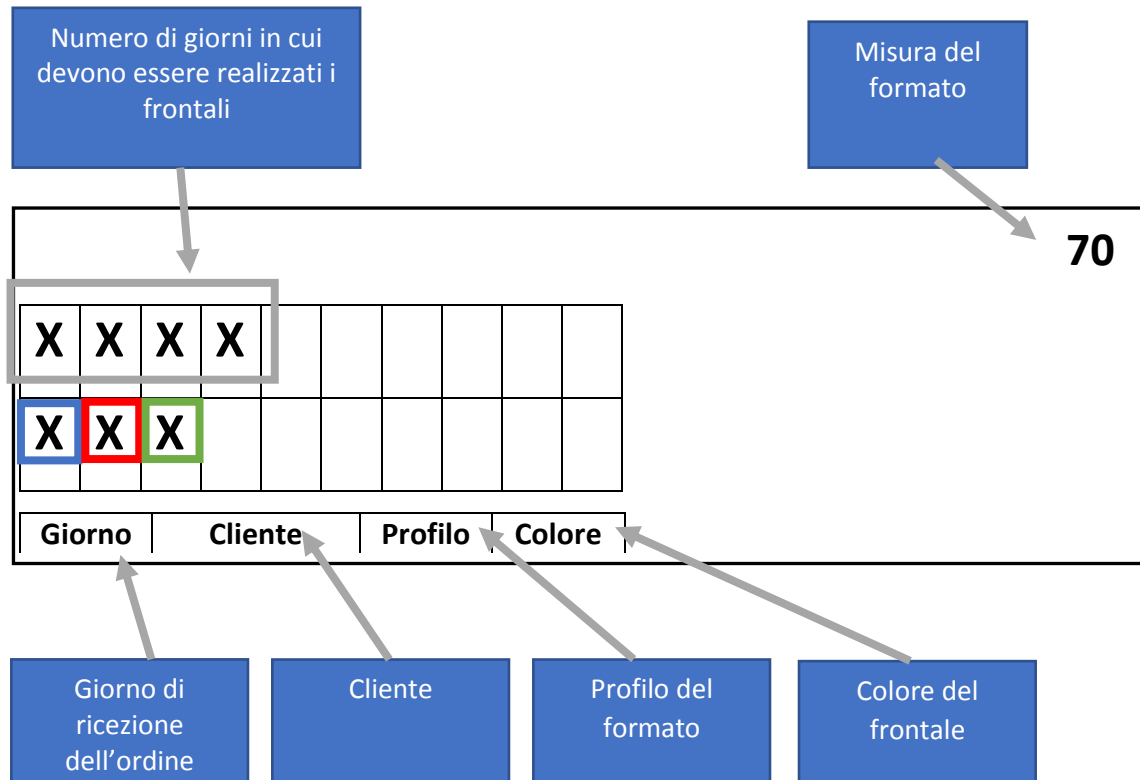 Numero di giorni in cui
devono essere realizzati i
frontali
Misura del
formato
70
X X X X
X X X
Giorno Cliente Profilo Colore
Giorno di
ricezione
dell'ordine
Cliente
Profilo del
formato
Colore del
frontale